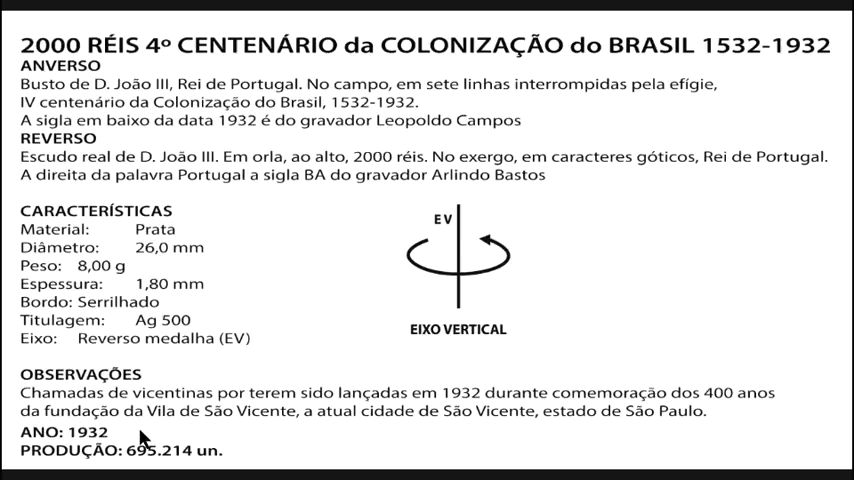 2000 RÉIS 4º CENTENÁRIO da COLONIZAÇÃO do BRASIL 1532-1932
ANVERSO
Busto de D. João III, Rei de Portugal. No campo, em sete linhas interrompidas pela efígie,
IV centenário da Colonização do Brasil, 1532-1932.
A sigla em baixo da data 1932 é do gravador Leopoldo Campos
REVERSO
Escudo real de D. João III. Em orla, ao alto, 2000 réis. No exergo, em caracteres góticos, Rei de Portugal.
A direita da palavra Portugal a sigla BA do gravador Arlindo Bastos
CARACTERÍSTICAS
Material: Prata
Diâmetro: 26,0 mm
Peso: 8,00 g
Espessura: 1,80 mm
Bordo: Serrilhado
Titulagem: Ag 500
Eixo: Reverso medalha (EV)
EV
EIXO VERTICAL
OBSERVAÇÕES
Chamadas de vicentinas por terem sido lançadas em 1932 durante comemoração dos 400 anos
da fundação da Vila de São Vicente, a atual cidade de São Vicente, estado de São Paulo.
ANO: 1932
PRODUÇÃO: 695.214 un.